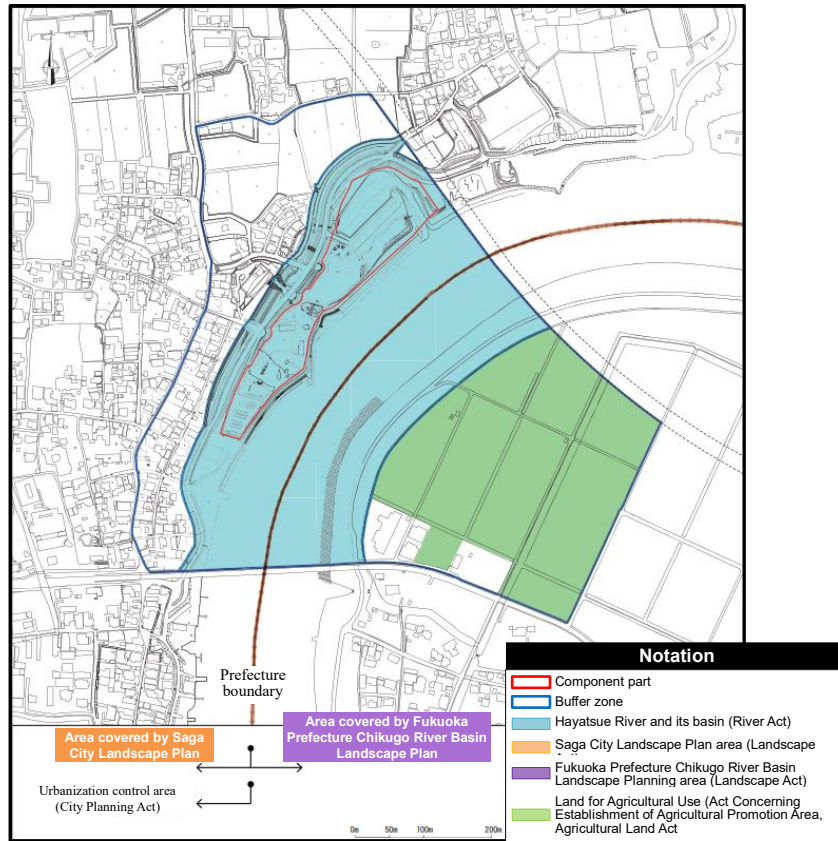 Prefecture
boundary
Area covered by Saga
City Landscape Plan
Area covered by Fukuoka
Prefecture Chikugo River Basin
Landscape Plan
Urbanization control area
(City Planning Act)
0m 50m 100m 200m
Notation
Component part
Buffer zone
Hayatsue River and its basin (River Act)
Saga City Landscape Plan area (Landscape
Fukuoka Prefecture Chikugo River Basin
Landscape Planning area (Landscape Act)
Land for Agricultural Use (Act Concerning
Establishment of Agricultural Promotion Area,
Agricultural Land Act